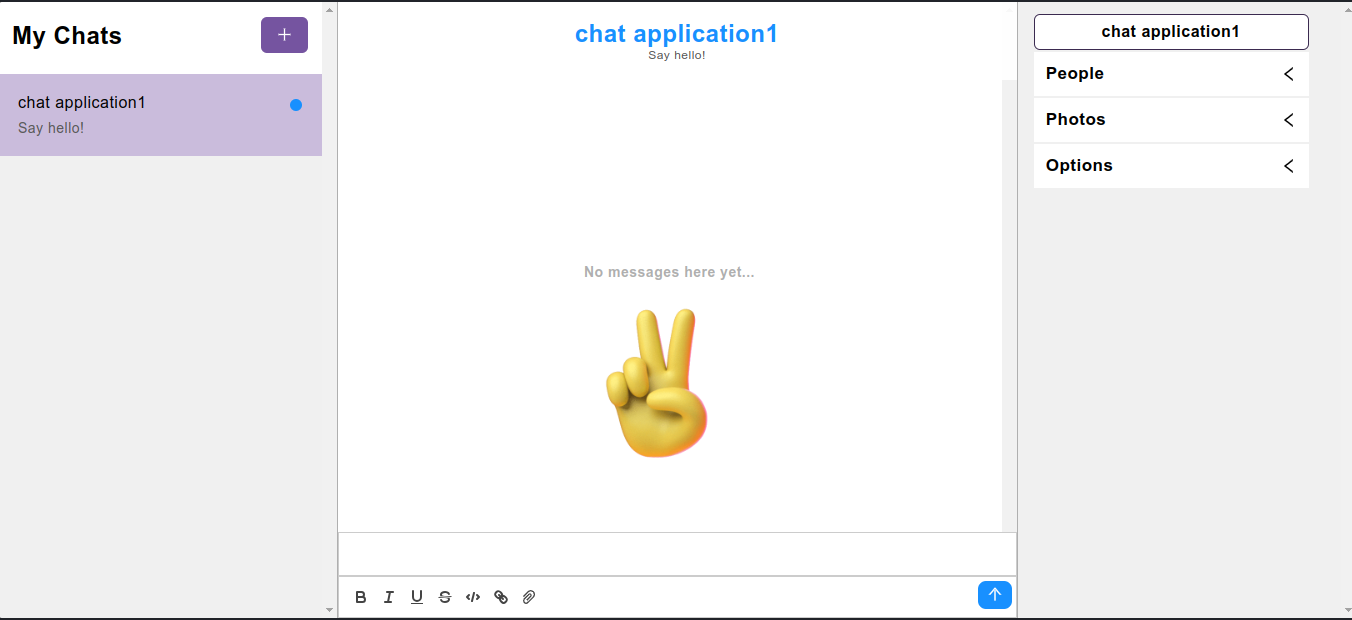 My Chats
+
chat application1
Say hello!
chat application1
Say hello!
No messages here yet...
B I U S </>
chat application1
People <
Photos <
Options <